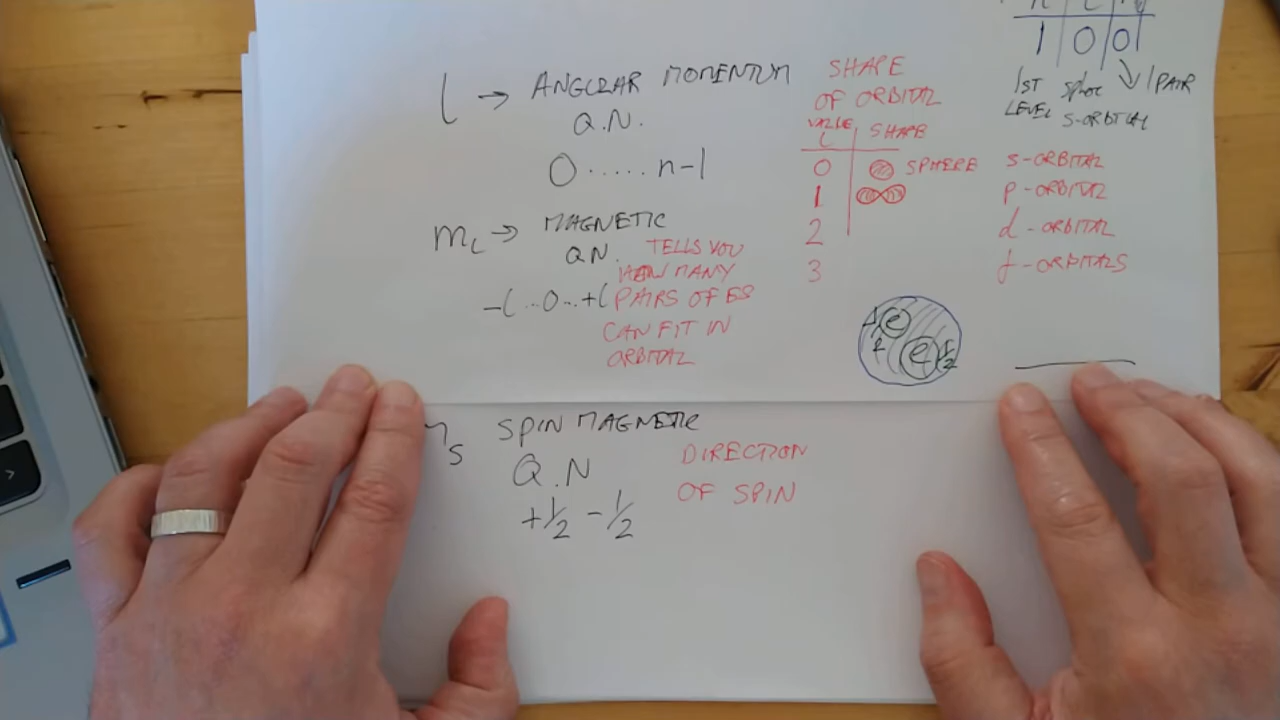 l → ANGULAR MOMENTUM
Q.N.
0 ..... n-1
mL → MAGNETIC
Q.N.
-l ..0..+l
TELLS YOU
HOW MANY
PAIRS OF ES
CAN FIT IN
ORBITAL
SHAPE
OF ORBITAL
VALUE
L SHAPE
0 SPHERE s-ORBITAL
1 p-ORBITAL
2 d-ORBITAL
3 f-ORBITALS
1 0 0
1ST
LEVEL
S-ORBITAL
1 PAIR
e
e
s SPIN MAGNETIC
Q.N
+1/2 -1/2
DIRECTION
OF SPIN